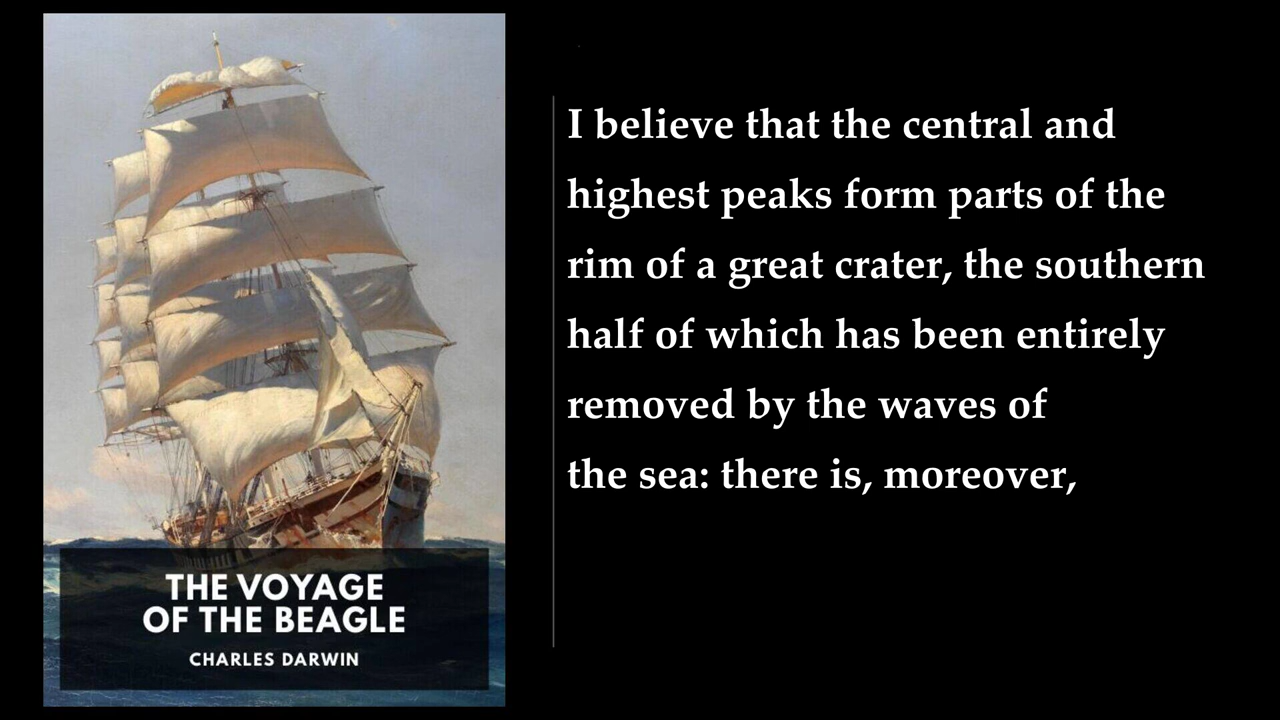 THE VOYAGE
OF THE BEAGLE
CHARLES DARWIN
I believe that the central and
highest peaks form parts of the
rim of a great crater, the southern
half of which has been entirely
removed by the waves of
the sea: there is, moreover,